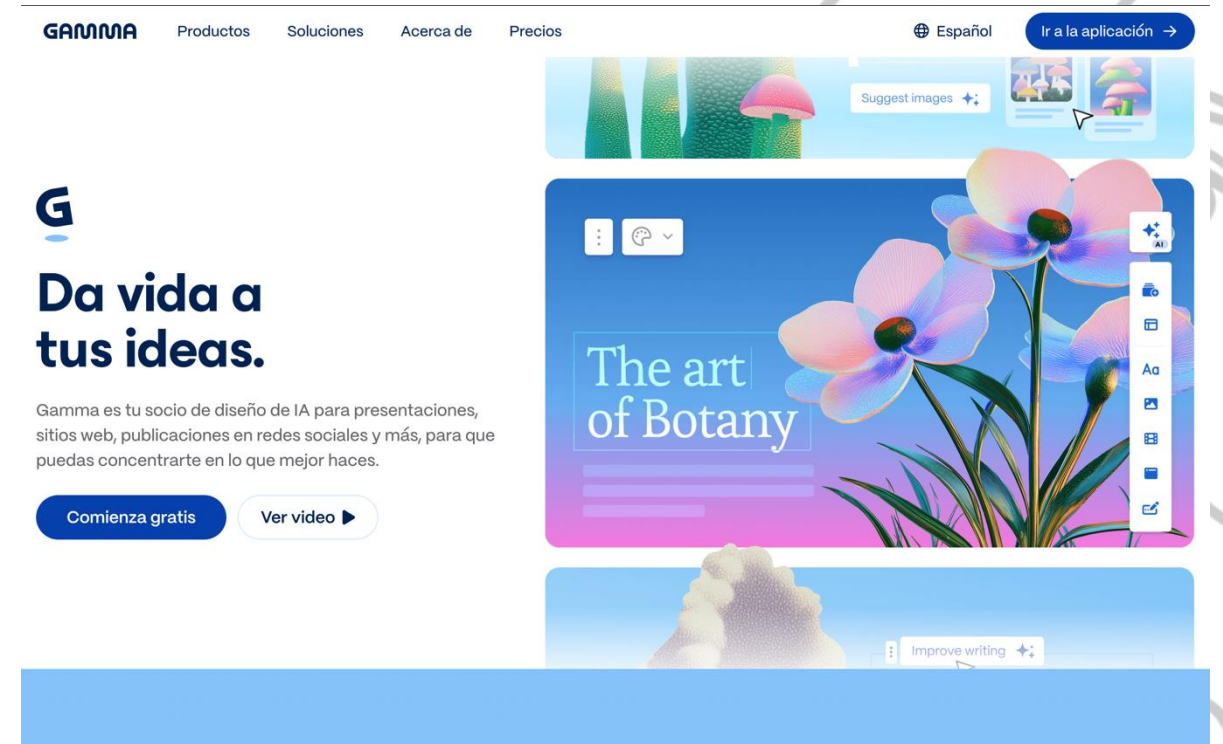 GAMMA
Productos
Soluciones
Acerca de
Precios
Español
Ir a la aplicación →
Suggest images
G
Da vida a
tus ideas.
Gamma es tu socio de diseño de IA para presentaciones,
sitios web, publicaciones en redes sociales y más, para que
puedas concentrarte en lo que mejor haces.
Comienza gratis
Ver video
The art
of Botany
AI
Aa
Improve writing